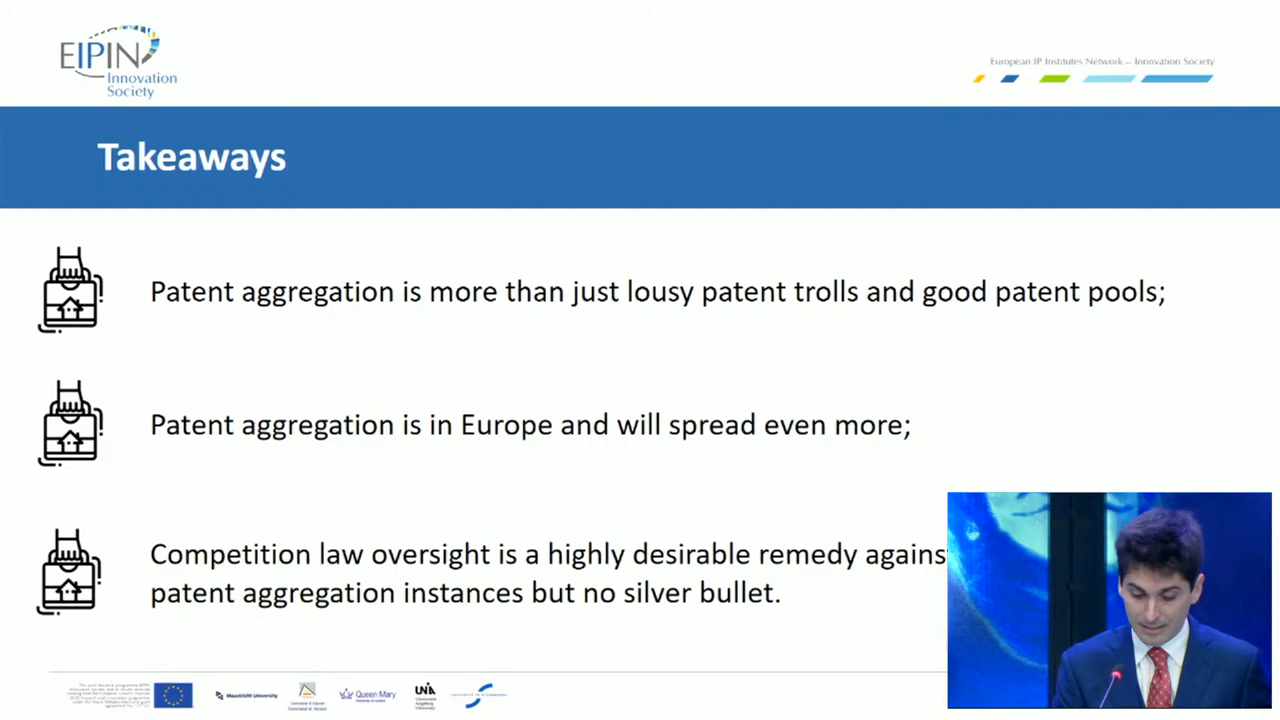 EIPIN
Innovation
Society
European IP Institutes Network – Innovation Society
Takeaways
Patent aggregation is more than just lousy patent trolls and good patent pools;
Patent aggregation is in Europe and will spread even more;
Competition law oversight is a highly desirable remedy agains
patent aggregation instances but no silver bullet.
Maastricht University
Queen Mary
UNIA